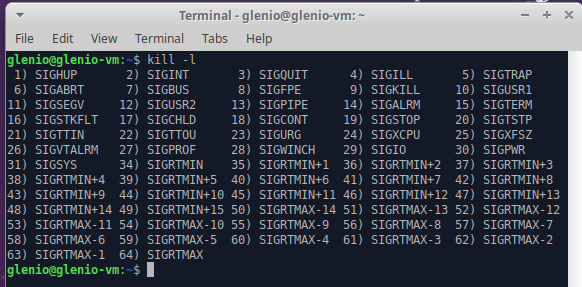 Terminal - glenio@glenio-vm: ~
File Edit View Terminal Tabs Help
glenio@glenio-vm:~$ kill -l
 1) SIGHUP       2) SIGINT       3) SIGQUIT      4) SIGILL       5) SIGTRAP
 6) SIGABRT      7) SIGBUS       8) SIGFPE       9) SIGKILL     10) SIGUSR1
11) SIGSEGV     12) SIGUSR2     13) SIGPIPE     14) SIGALRM     15) SIGTERM
16) SIGSTKFLT   17) SIGCHLD     18) SIGCONT     19) SIGSTOP     20) SIGTSTP
21) SIGTTIN     22) SIGTTOU     23) SIGURG      24) SIGXCPU     25) SIGXFSZ
26) SIGVTALRM   27) SIGPROF     28) SIGWINCH    29) SIGIO       30) SIGPWR
31) SIGSYS      34) SIGRTMIN    35) SIGRTMIN+1  36) SIGRTMIN+2  37) SIGRTMIN+3
38) SIGRTMIN+4  39) SIGRTMIN+5  40) SIGRTMIN+6  41) SIGRTMIN+7  42) SIGRTMIN+8
43) SIGRTMIN+9  44) SIGRTMIN+10 45) SIGRTMIN+11 46) SIGRTMIN+12 47) SIGRTMIN+13
48) SIGRTMIN+14 49) SIGRTMIN+15 50) SIGRTMAX-14 51) SIGRTMAX-13 52) SIGRTMAX-12
53) SIGRTMAX-11 54) SIGRTMAX-10 55) SIGRTMAX-9  56) SIGRTMAX-8  57) SIGRTMAX-7
58) SIGRTMAX-6  59) SIGRTMAX-5  60) SIGRTMAX-4  61) SIGRTMAX-3  62) SIGRTMAX-2
63) SIGRTMAX-1  64) SIGRTMAX
glenio@glenio-vm:~$